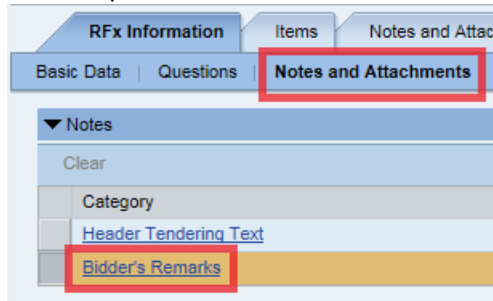 RFx Information Items Notes and Attac
Basic Data | Questions | Notes and Attachments
Notes
Clear
Category
Header Tendering Text
Bidder's Remarks